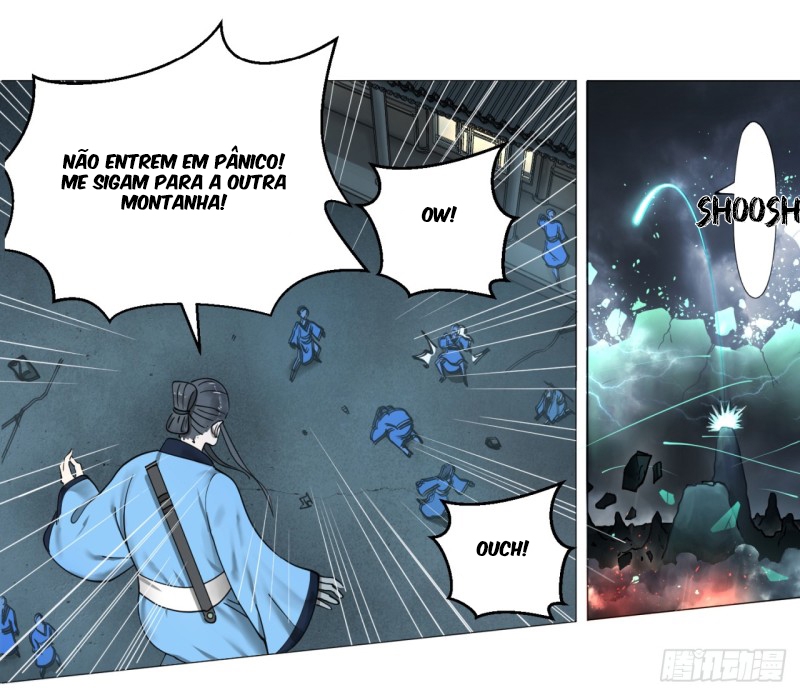 NÃO ENTREM EM PÂNICO!
ME SIGAM PARA A OUTRA
MONTANHA!
OW!
SHOOSH
OUCH!
腾讯动漫